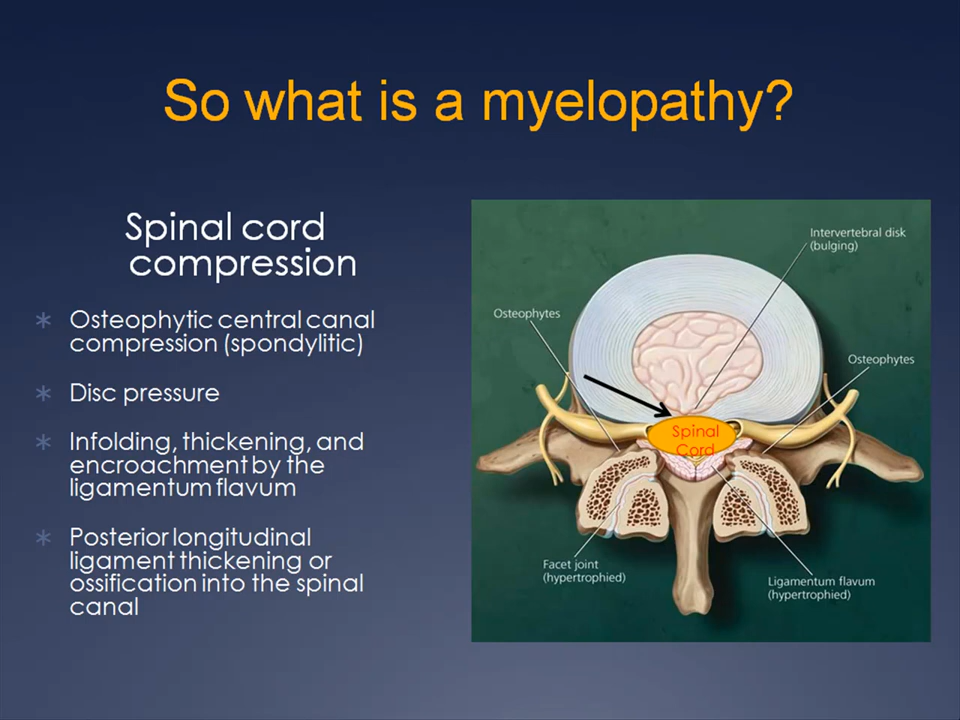 So what is a myelopathy?
Spinal cord
compression
Osteophytic central canal
compression (spondylitic)
Disc pressure
Infolding, thickening, and
encroachment by the
ligamentum flavum
Posterior longitudinal
ligament thickening or
ossification into the spinal
canal
Intervertebral disk
(bulging)
Osteophytes
Osteophytes
Spinal
Cord
Facet joint
(hypertrophied)
Ligamentum flavum
(hypertrophied)